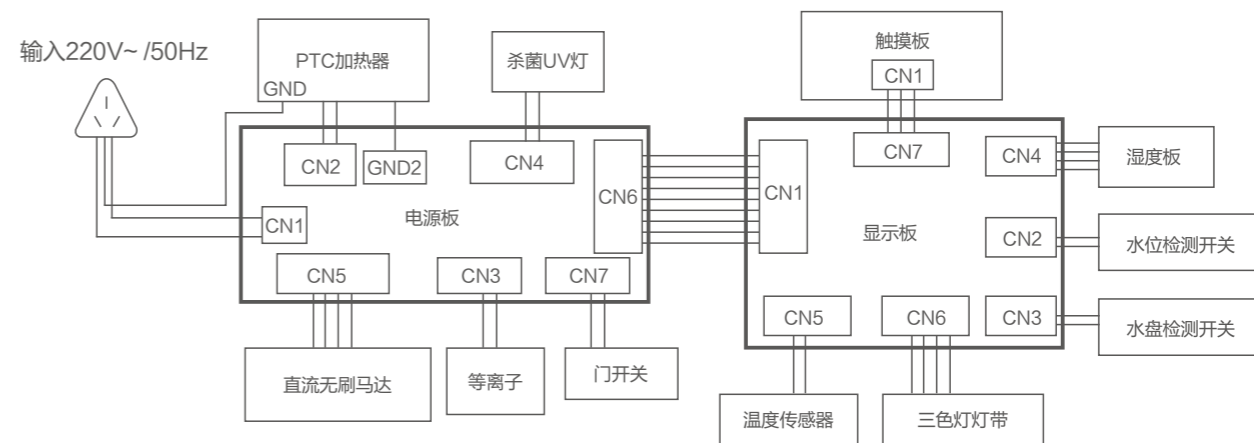 输入220V~ /50Hz
PTC加热器
GND
杀菌UV灯
触摸板
CN1
CN2
GND2
CN4
CN6
CN1
电源板
CN5
CN3
CN7
直流无刷马达
等离子
门开关
CN1
CN7
CN4
湿度板
显示板
CN2
水位检测开关
CN5
CN6
CN3
水盘检测开关
温度传感器
三色灯灯带